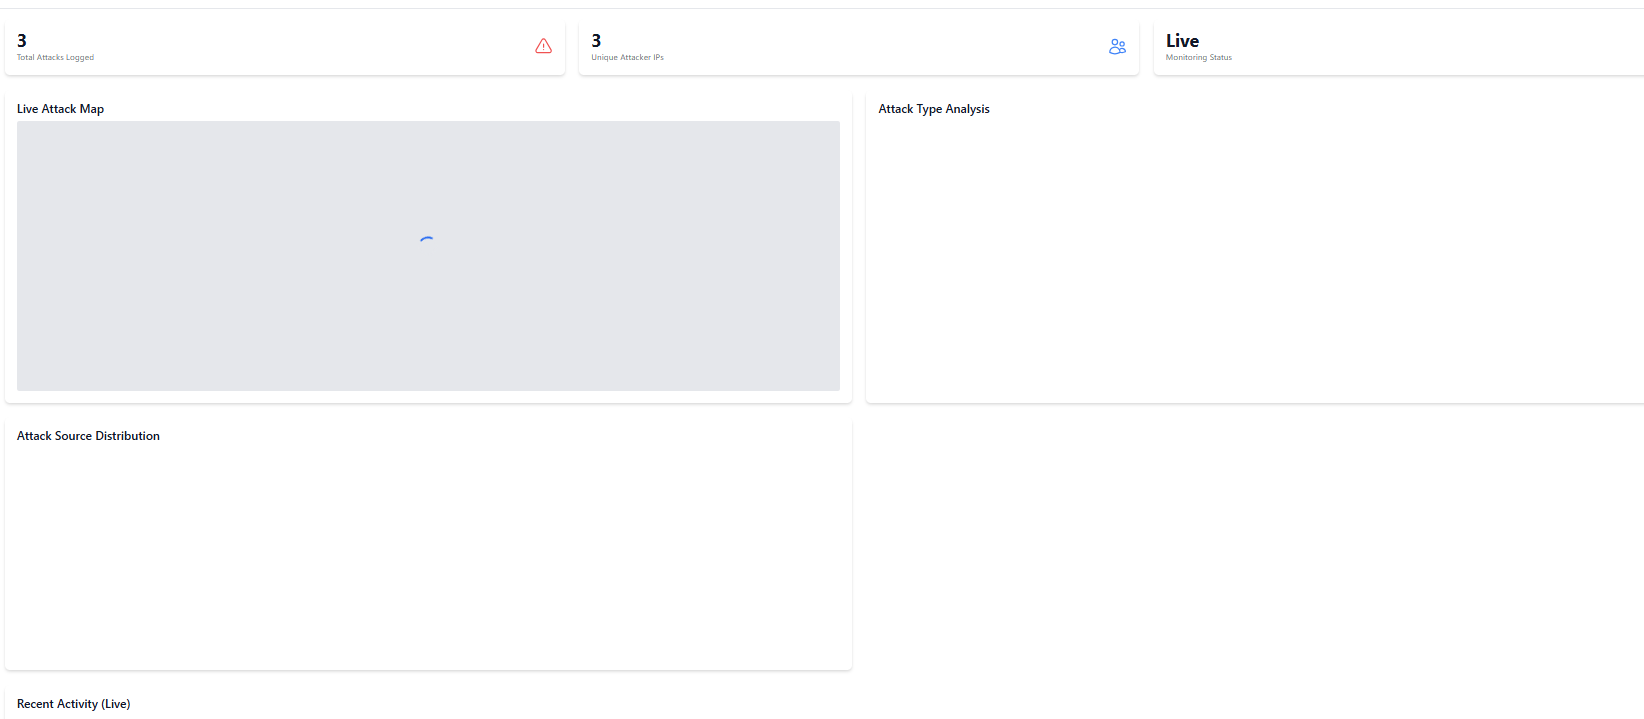 3
Total Attacks Logged
3
Unique Attacker IPs
Live
Monitoring Status
Live Attack Map
Attack Type Analysis
Attack Source Distribution
Recent Activity (Live)